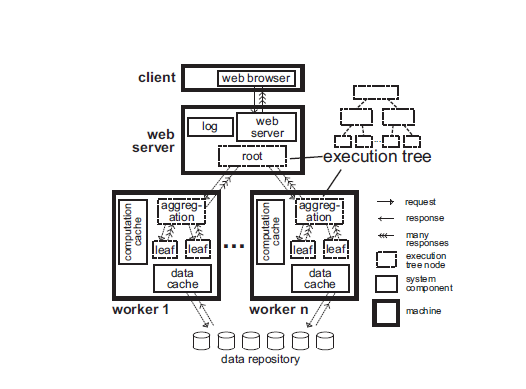 client
web browser
web
server
log
web
server
root
execution tree
computation
cache
aggreg-
ation
leaf
leaf
data
cache
...
computation
cache
aggreg-
ation
leaf
leaf
data
cache
worker 1
worker n
data repository
request
response
many
responses
execution
tree node
system
component
machine